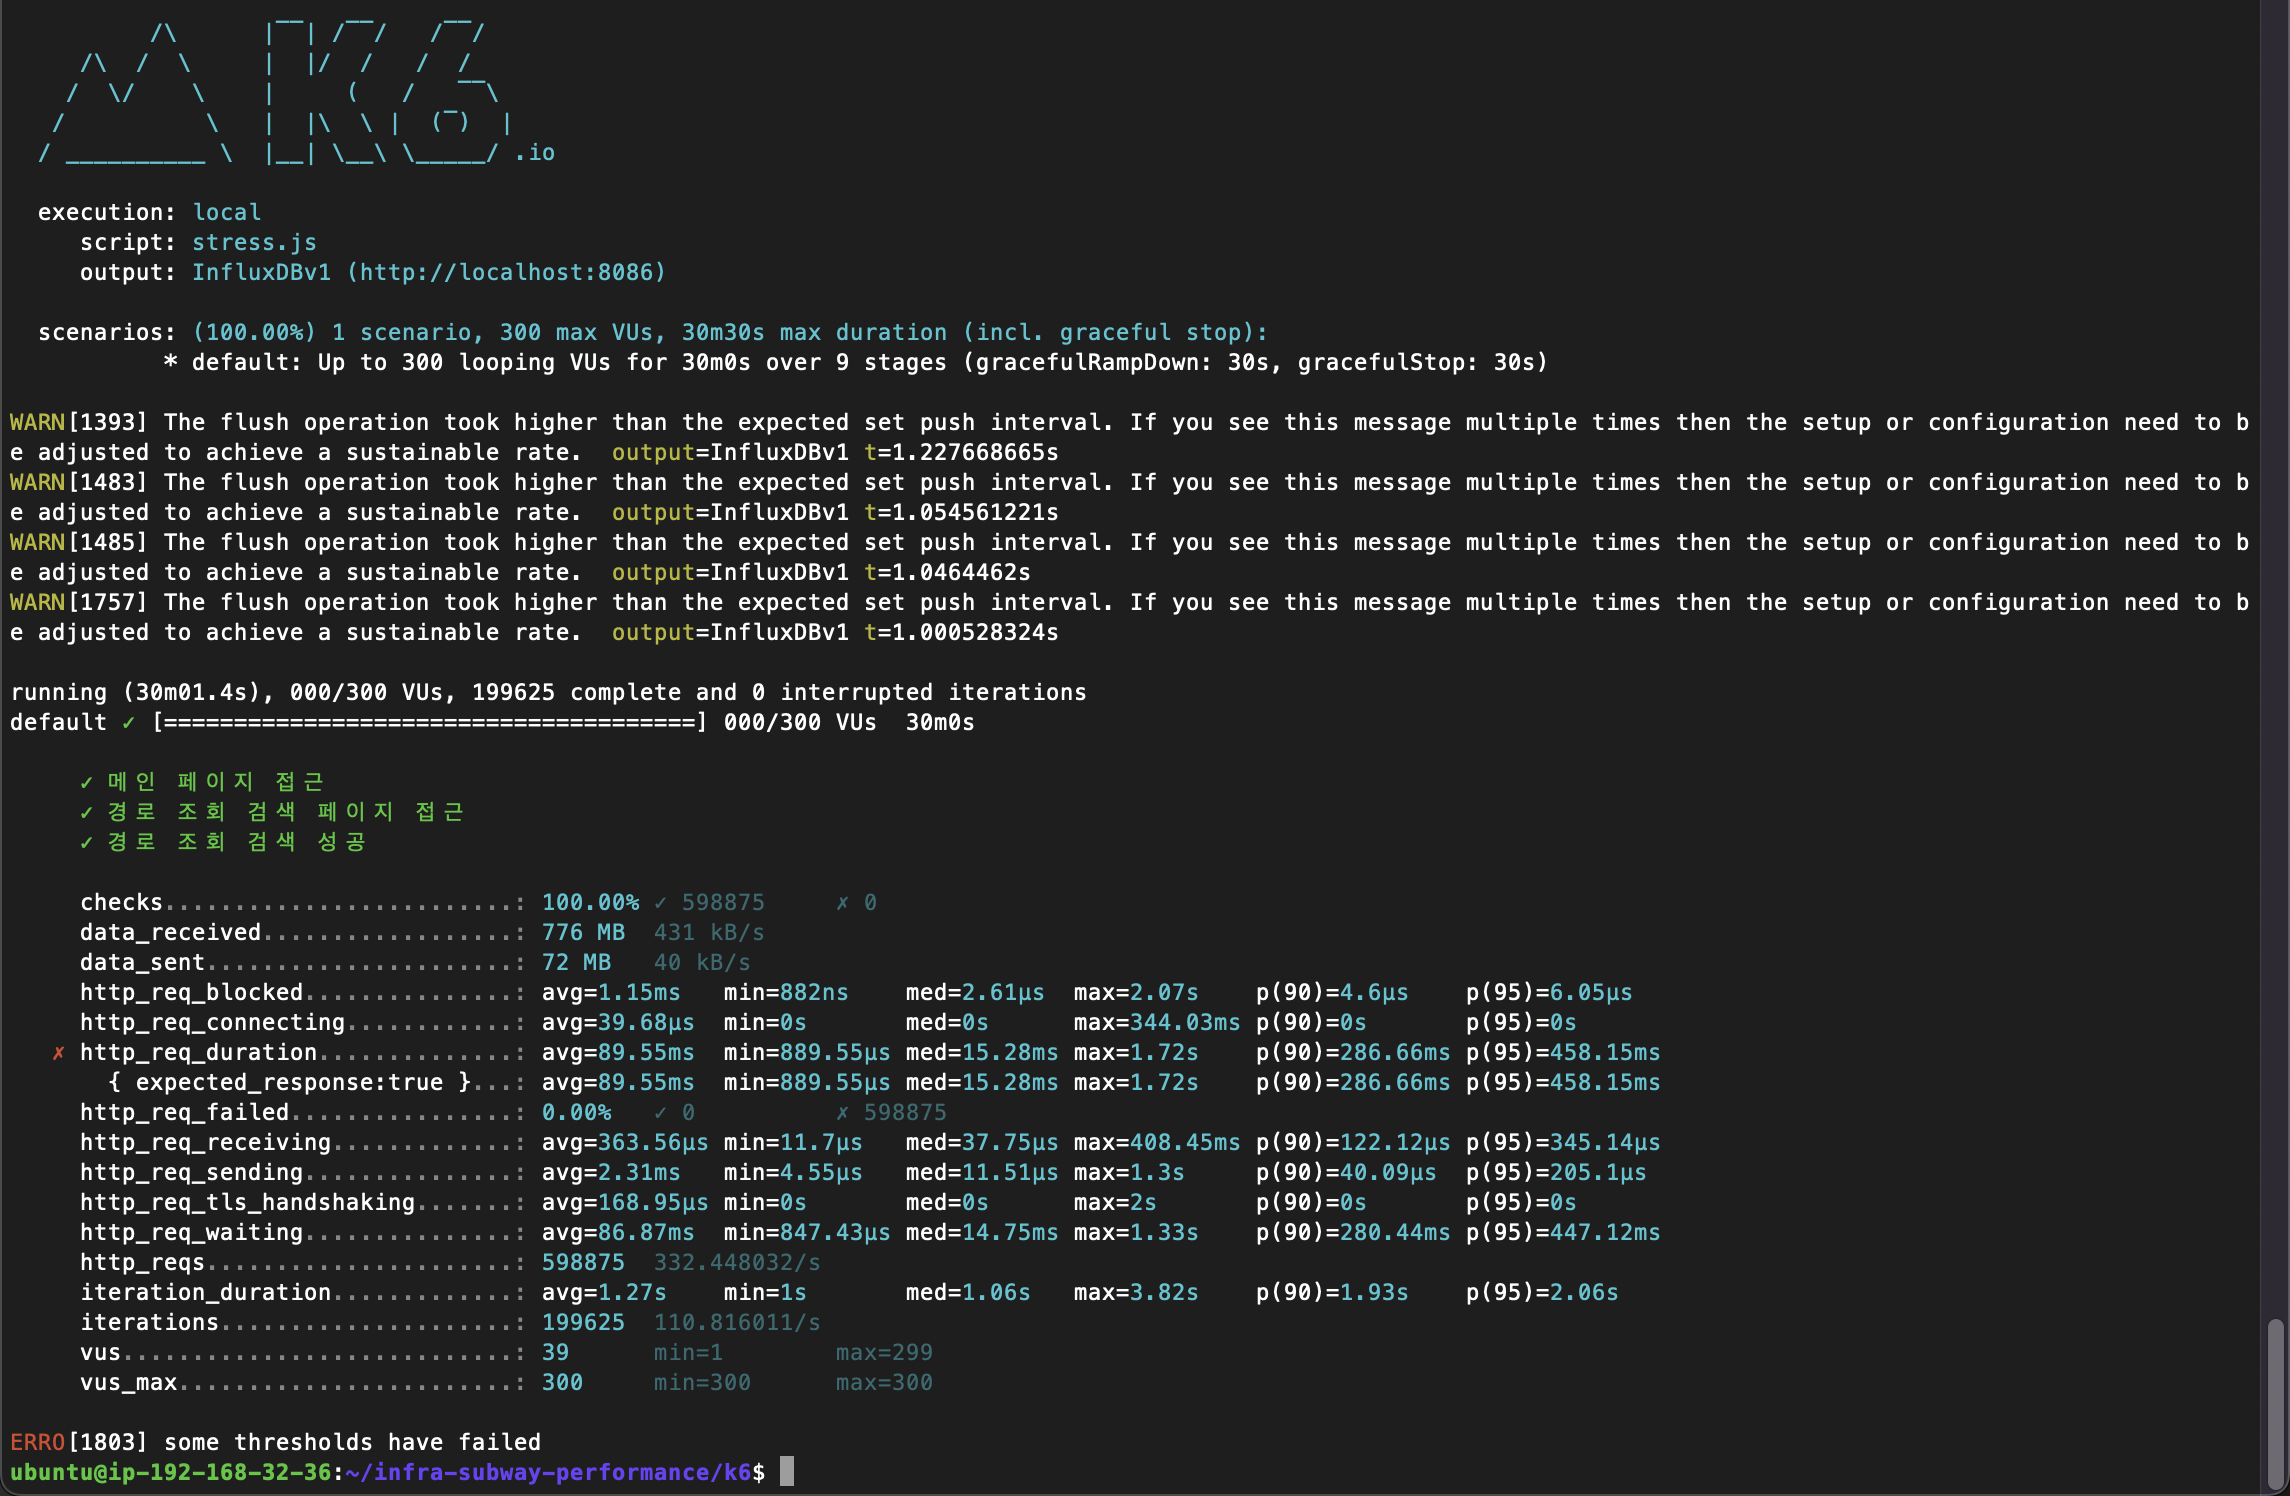 /\      |‾‾| /‾‾/   /‾‾/
     /\  /  \     |  |/  /   /  /
    /  \/    \    |     (   /   ‾‾\
   /          \   |  |\  \ |  (‾)  |
  / __________ \  |__| \__\ \_____/ .io
execution: local
script: stress.js
output: InfluxDBv1 (http://localhost:8086)
scenarios: (100.00%) 1 scenario, 300 max VUs, 30m30s max duration (incl. graceful stop):
* default: Up to 300 looping VUs for 30m0s over 9 stages (gracefulRampDown: 30s, gracefulStop: 30s)
WARN[1393] The flush operation took higher than the expected set push interval. If you see this message multiple times then the setup or configuration need to b
e adjusted to achieve a sustainable rate.  output=InfluxDBv1 t=1.227668665s
WARN[1483] The flush operation took higher than the expected set push interval. If you see this message multiple times then the setup or configuration need to b
e adjusted to achieve a sustainable rate.  output=InfluxDBv1 t=1.054561221s
WARN[1485] The flush operation took higher than the expected set push interval. If you see this message multiple times then the setup or configuration need to b
e adjusted to achieve a sustainable rate.  output=InfluxDBv1 t=1.0464462s
WARN[1757] The flush operation took higher than the expected set push interval. If you see this message multiple times then the setup or configuration need to b
e adjusted to achieve a sustainable rate.  output=InfluxDBv1 t=1.000528324s
running (30m01.4s), 000/300 VUs, 199625 complete and 0 interrupted iterations
default ✓ [======================================] 000/300 VUs  30m0s
✓ 메인 페이지 접근
✓ 경로 조회 검색 페이지 접근
✓ 경로 조회 검색 성공
checks.........................: 100.00% ✓ 598875     ✗ 0
data_received..................: 776 MB  431 kB/s
data_sent......................: 72 MB   40 kB/s
http_req_blocked...............: avg=1.15ms   min=882ns    med=2.61µs  max=2.07s    p(90)=4.6µs    p(95)=6.05µs
http_req_connecting............: avg=39.68µs  min=0s       med=0s      max=344.03ms p(90)=0s       p(95)=0s
✗ http_req_duration..............: avg=89.55ms  min=889.55µs med=15.28ms max=1.72s    p(90)=286.66ms p(95)=458.15ms
{ expected_response:true }...: avg=89.55ms  min=889.55µs med=15.28ms max=1.72s    p(90)=286.66ms p(95)=458.15ms
http_req_failed................: 0.00%   ✓ 0          ✗ 598875
http_req_receiving.............: avg=363.56µs min=11.7µs   med=37.75µs max=408.45ms p(90)=122.12µs p(95)=345.14µs
http_req_sending...............: avg=2.31ms   min=4.55µs   med=11.51µs max=1.3s     p(90)=40.09µs  p(95)=205.1µs
http_req_tls_handshaking.......: avg=168.95µs min=0s       med=0s      max=2s       p(90)=0s       p(95)=0s
http_req_waiting...............: avg=86.87ms  min=847.43µs med=14.75ms max=1.33s    p(90)=280.44ms p(95)=447.12ms
http_reqs......................: 598875  332.448032/s
iteration_duration.............: avg=1.27s    min=1s       med=1.06s   max=3.82s    p(90)=1.93s    p(95)=2.06s
iterations.....................: 199625  110.816011/s
vus............................: 39      min=1        max=299
vus_max........................: 300     min=300      max=300
ERRO[1803] some thresholds have failed
ubuntu@ip-192-168-32-36:~/infra-subway-performance/k6$